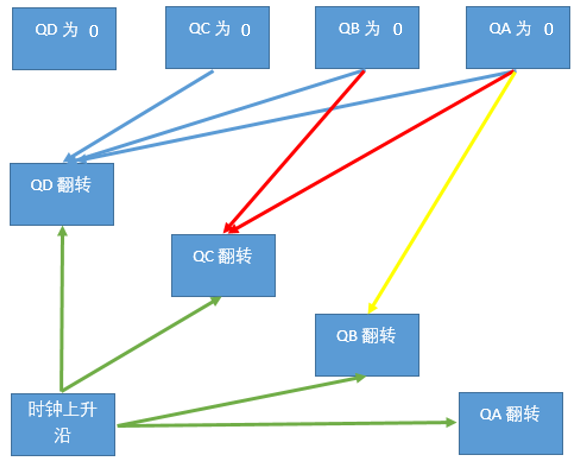 QD 为 0
QC 为 0
QB 为 0
QA 为 0
QD 翻转
QC 翻转
QB 翻转
时钟上升
沿
QA 翻转